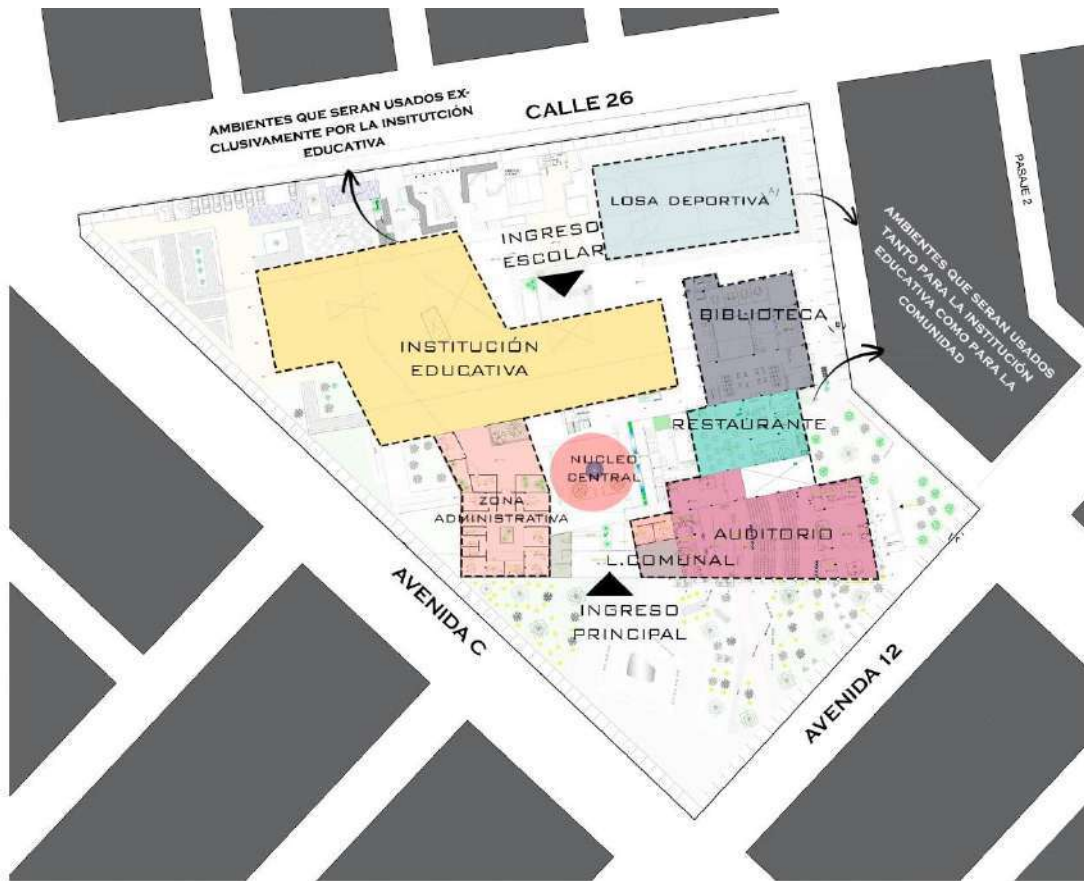 CALLE 26
AMBIENTES QUE SERAN USADOS EX-
CLUSIVAMENTE POR LA INSITUTCIÓN
EDUCATIVA
PASAJE 2
LOSA DEPORTIVA
AMBIENTES QUE SERAN USADOS
TANTO PARA LA INSTITUCIÓN
EDUCATIVA COMO PARA LA
COMUNIDAD
INGRESO
ESCOLAR
BIBLIOTECA
INSTITUCIÓN
EDUCATIVA
RESTAURANTE
NUCLEO
CENTRAL
ZONA
ADMINISTRATIVA
AUDITORIO
L.COMUNAL
INGRESO
PRINCIPAL
AVENIDA C
AVENIDA 12